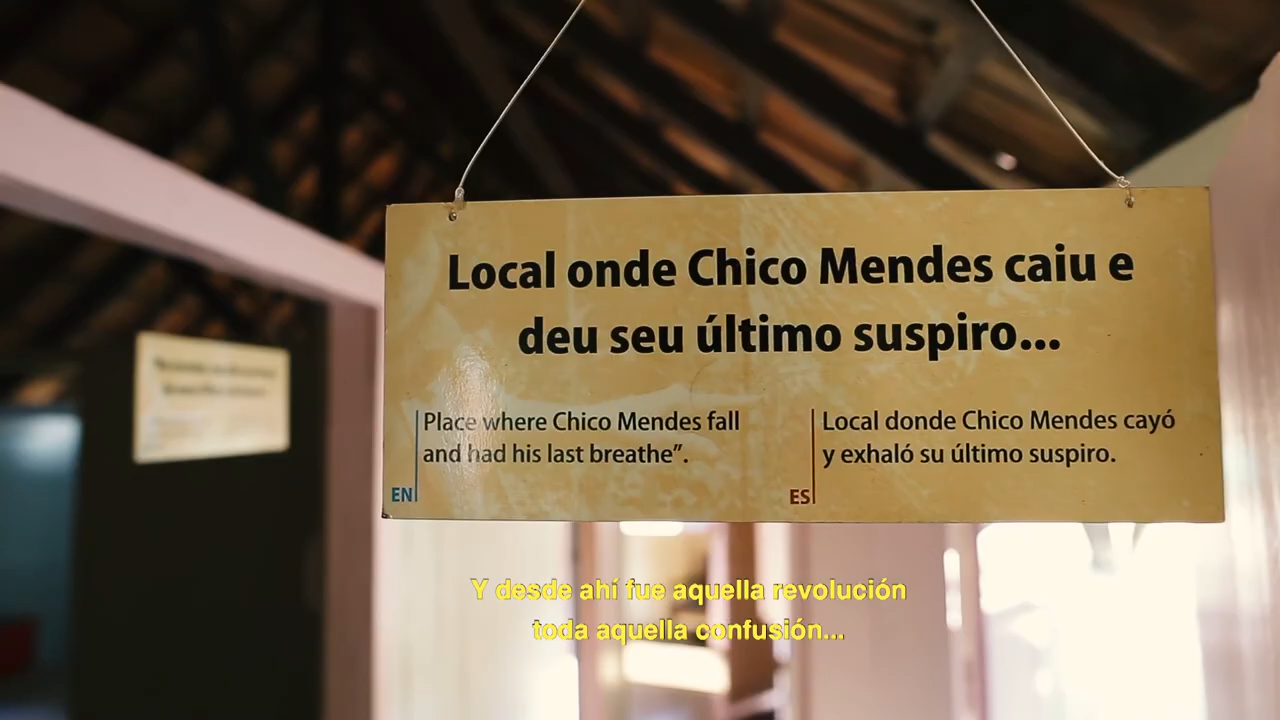 Local onde Chico Mendes caiu e
deu seu último suspiro...
Place where Chico Mendes fall
and had his last breathe”.
EN
Local donde Chico Mendes cayó
y exhaló su último suspiro.
ES
Y desde ahí fue aquella revolución
toda aquella confusión...